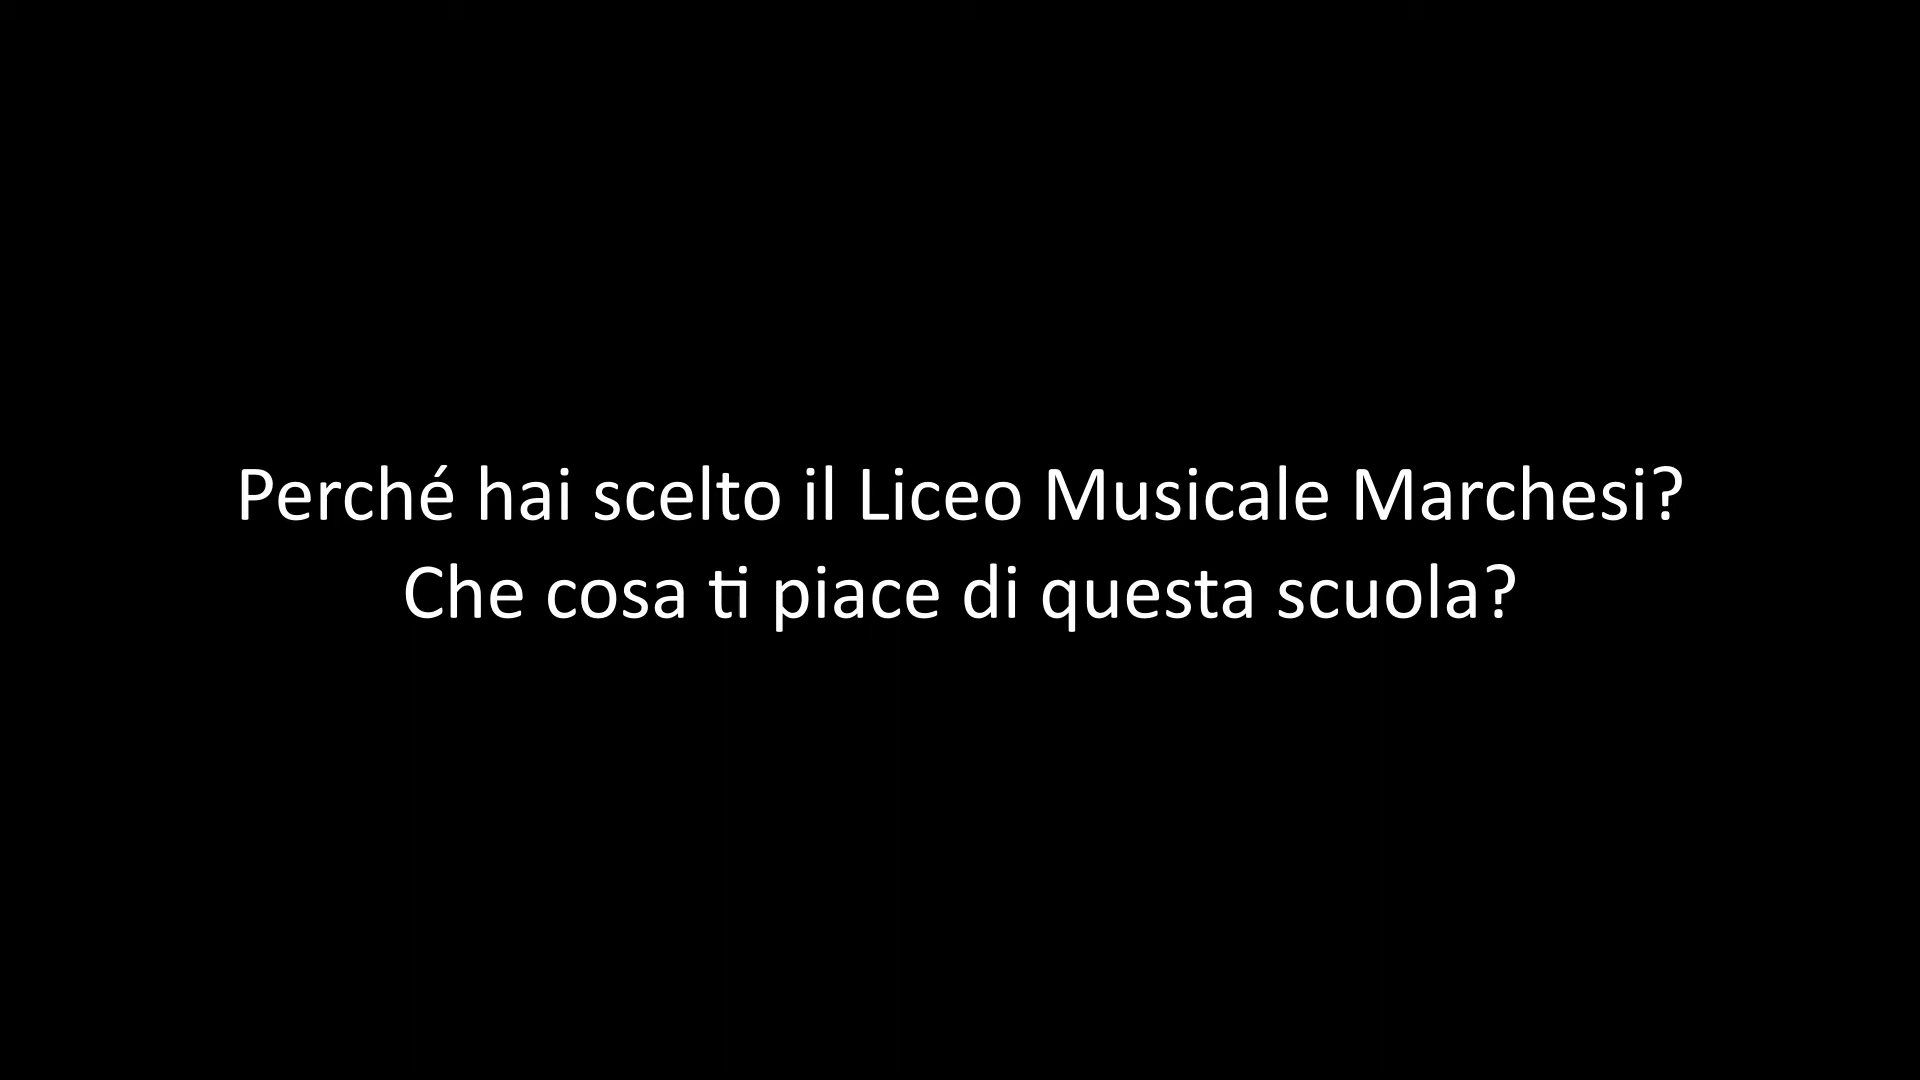 Perché hai scelto il Liceo Musicale Marchesi?
Che cosa ti piace di questa scuola?